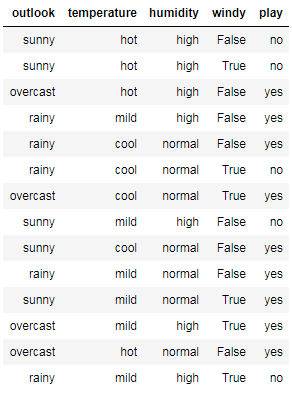 outlook temperature humidity windy play
sunny hot high False no
sunny hot high True no
overcast hot high False yes
rainy mild high False yes
rainy cool normal False yes
rainy cool normal True no
overcast cool normal True yes
sunny mild high False no
sunny cool normal False yes
rainy mild normal False yes
sunny mild normal True yes
overcast mild high True yes
overcast hot normal False yes
rainy mild high True no